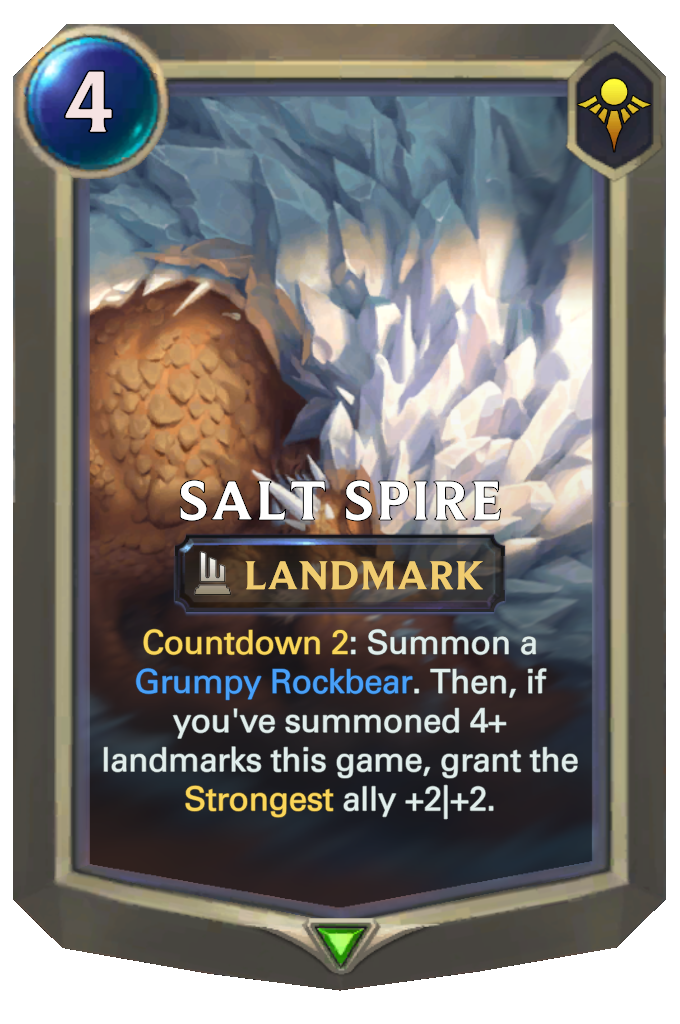 4
SALT SPIRE
LANDMARK
Countdown 2: Summon a
Grumpy Rockbear. Then, if
you've summoned 4+
landmarks this game, grant the
Strongest ally +2|+2.